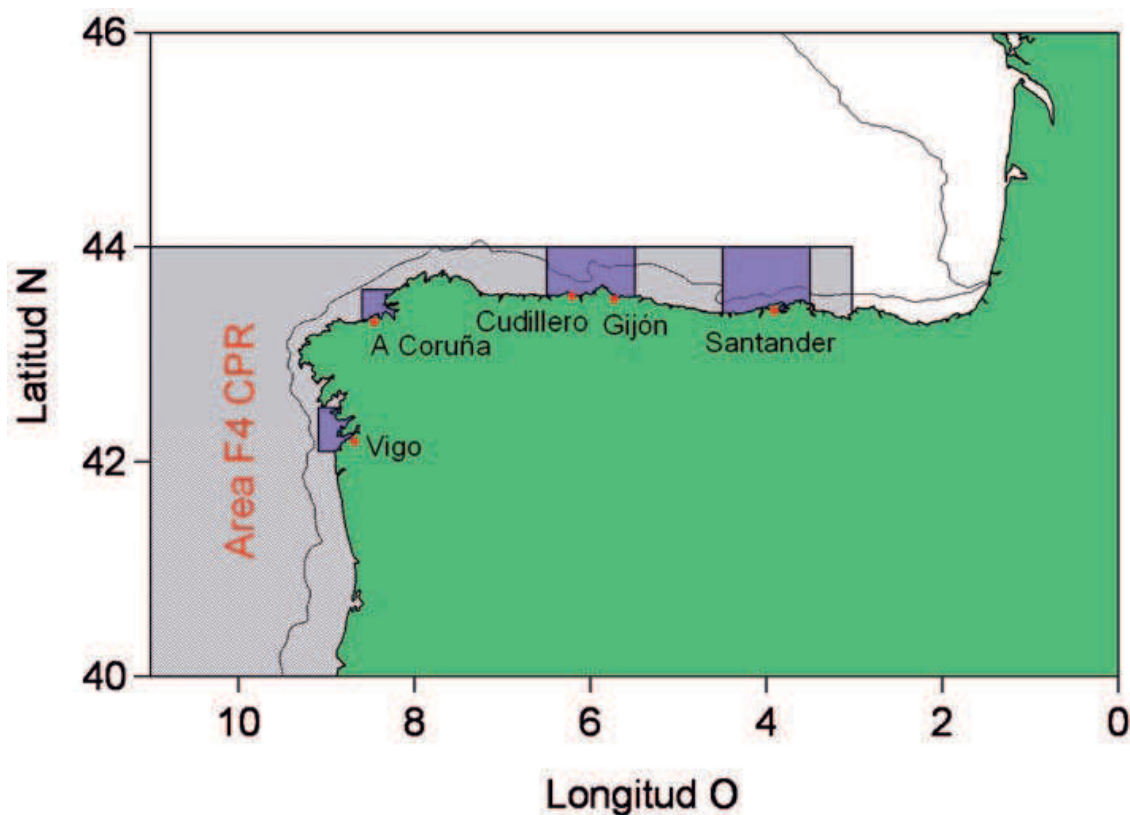 46
44
42
40
Latitud N
Area F4 CPR
A Coruña
Cudillero
Gijón
Santander
Vigo
10 8 6 4 2 0
Longitud O